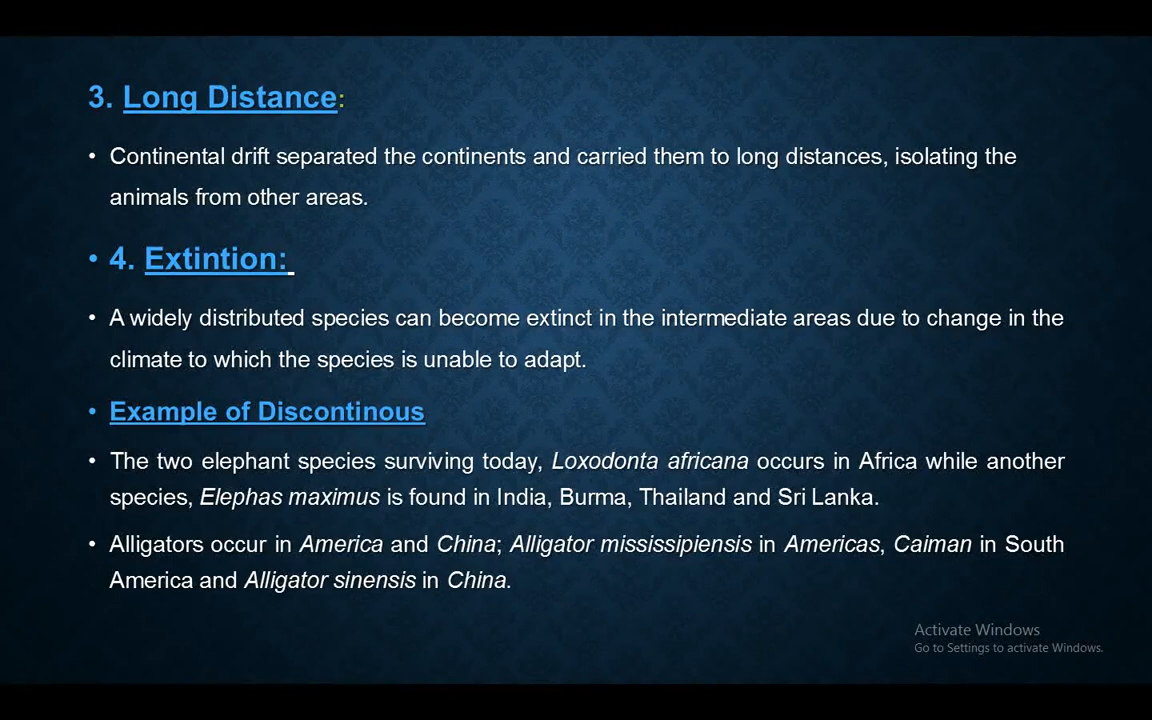 3. Long Distance:
• Continental drift separated the continents and carried them to long distances, isolating the
animals from other areas.
• 4. Extintion:
• A widely distributed species can become extinct in the intermediate areas due to change in the
climate to which the species is unable to adapt.
• Example of Discontinous
• The two elephant species surviving today, Loxodonta africana occurs in Africa while another
species, Elephas maximus is found in India, Burma, Thailand and Sri Lanka.
• Alligators occur in America and China; Alligator mississipiensis in Americas, Caiman in South
America and Alligator sinensis in China.
Activate Windows
Go to Settings to activate Windows.